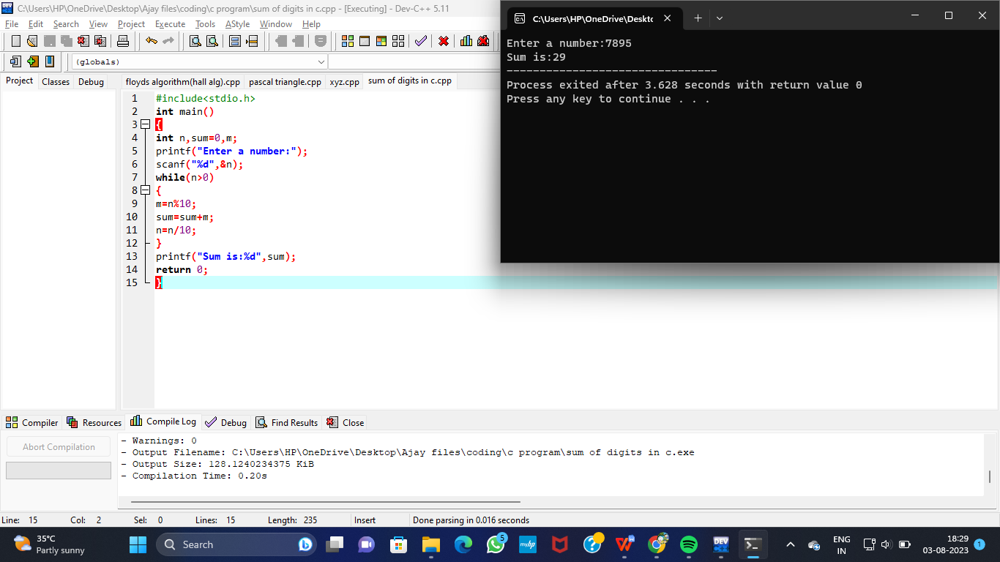 C:\Users\HP\OneDrive\Desktop\Ajay files\coding\c program\sum of digits in c.cpp - [Executing] - Dev-C++ 5.11
File Edit Search View Project Execute Tools AStyle Window Help
(globals)
Project Classes Debug
floyds algorithm(hall alg).cpp pascal triangle.cpp xyz.cpp sum of digits in c.cpp
1 #include<stdio.h>
2 int main()
3 {
4 int n,sum=0,m;
5 printf("Enter a number:");
6 scanf("%d",&n);
7 while(n>0)
8 {
9 m=n%10;
10 sum=sum+m;
11 n=n/10;
12 }
13 printf("Sum is:%d",sum);
14 return 0;
15 }
C:\Users\HP\OneDrive\Deskto
Enter a number:7895
Sum is:29
--------------------------------
Process exited after 3.628 seconds with return value 0
Press any key to continue . . .
Compiler Resources Compile Log Debug Find Results Close
Abort Compilation
- Warnings: 0
- Output Filename: C:\Users\HP\OneDrive\Desktop\Ajay files\coding\c program\sum of digits in c.exe
- Output Size: 128.1240234375 KiB
- Compilation Time: 0.20s
Line: 15 Col: 2 Sel: 0 Lines: 15 Length: 235 Insert Done parsing in 0.016 seconds
35°C
Partly sunny
Search
5
myhp
DEV
ENG
IN
18:29
03-08-2023
1